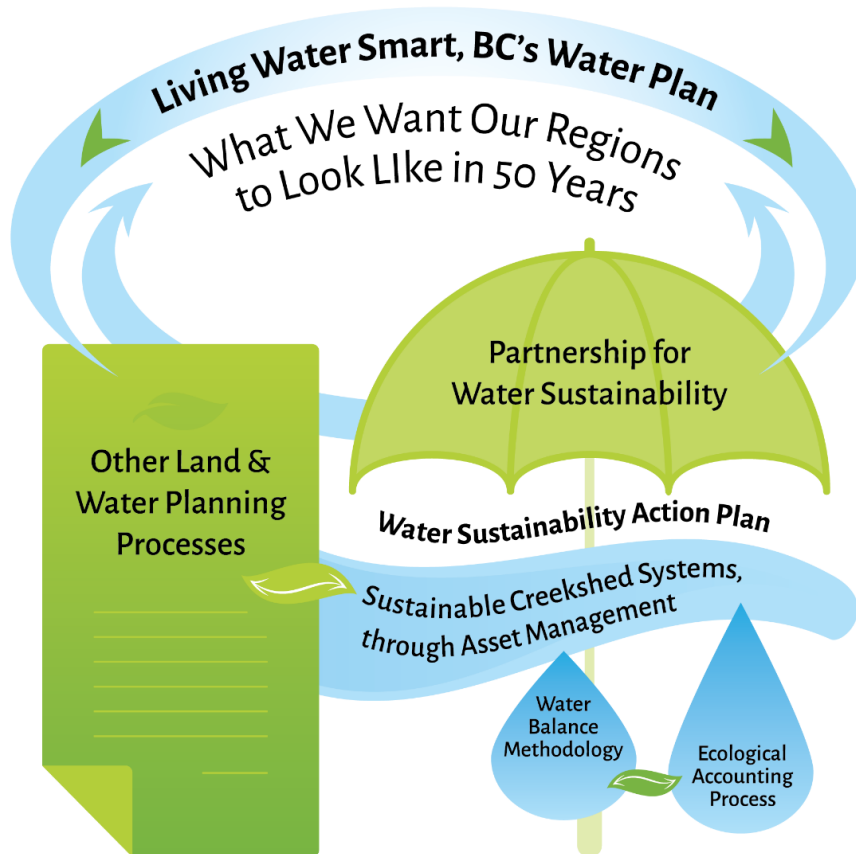 Living Water Smart, BC's Water Plan
What We Want Our Regions
to Look LIke in 50 Years
Partnership for
Water Sustainability
Other Land &
Water Planning
Processes
Water Sustainability Action Plan
Sustainable Creekshed Systems,
through Asset Management
Water
Balance
Methodology
Ecological
Accounting
Process